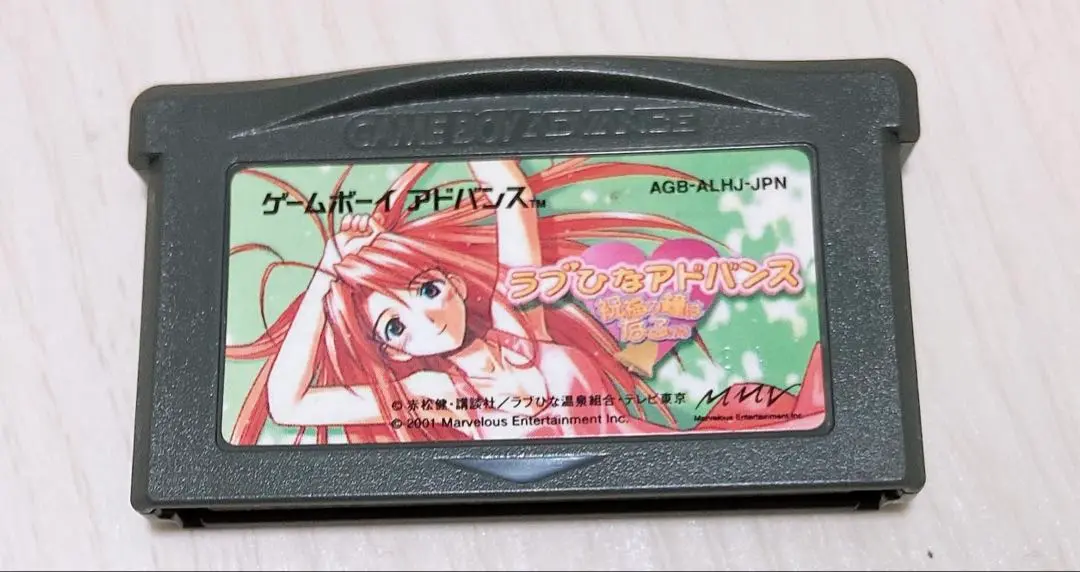 GAME BOY ADVANCE
ゲームボーイ アドバンス™
AGB-ALHJ-JPN
ラブひなアドバンス
祝福の鐘は
なるかな
© 赤松健・講談社／ラブひな温泉組合・テレビ東京
© 2001 Marvelous Entertainment Inc.
Marvelous Entertainment Inc.